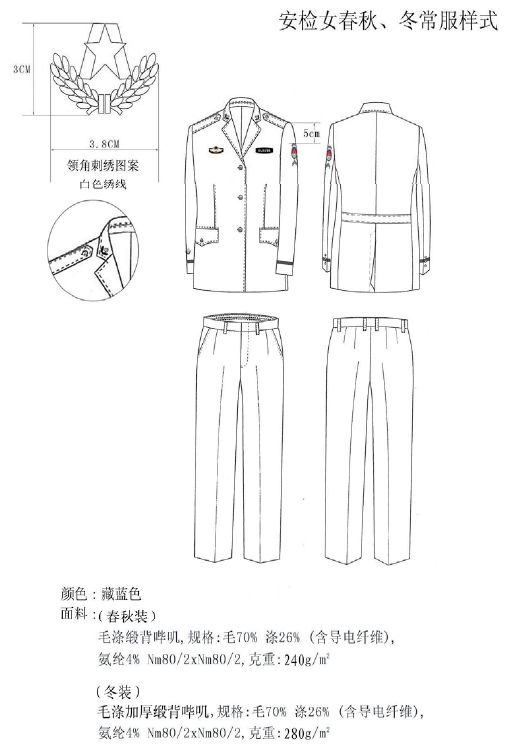 安检女春秋、冬常服样式
3CM
3.8CM
领角刺绣图案
白色绣线
5cm
颜色：藏蓝色
面料：(春秋装)
毛涤缎背哔叽,规格:毛70% 涤26% (含导电纤维),
氨纶4% Nm80/2xNm80/2,克重:240g/m²
(冬装)
毛涤加厚缎背哔叽,规格:毛70% 涤26% (含导电纤维),
氨纶4% Nm80/2xNm80/2,克重:280g/m²